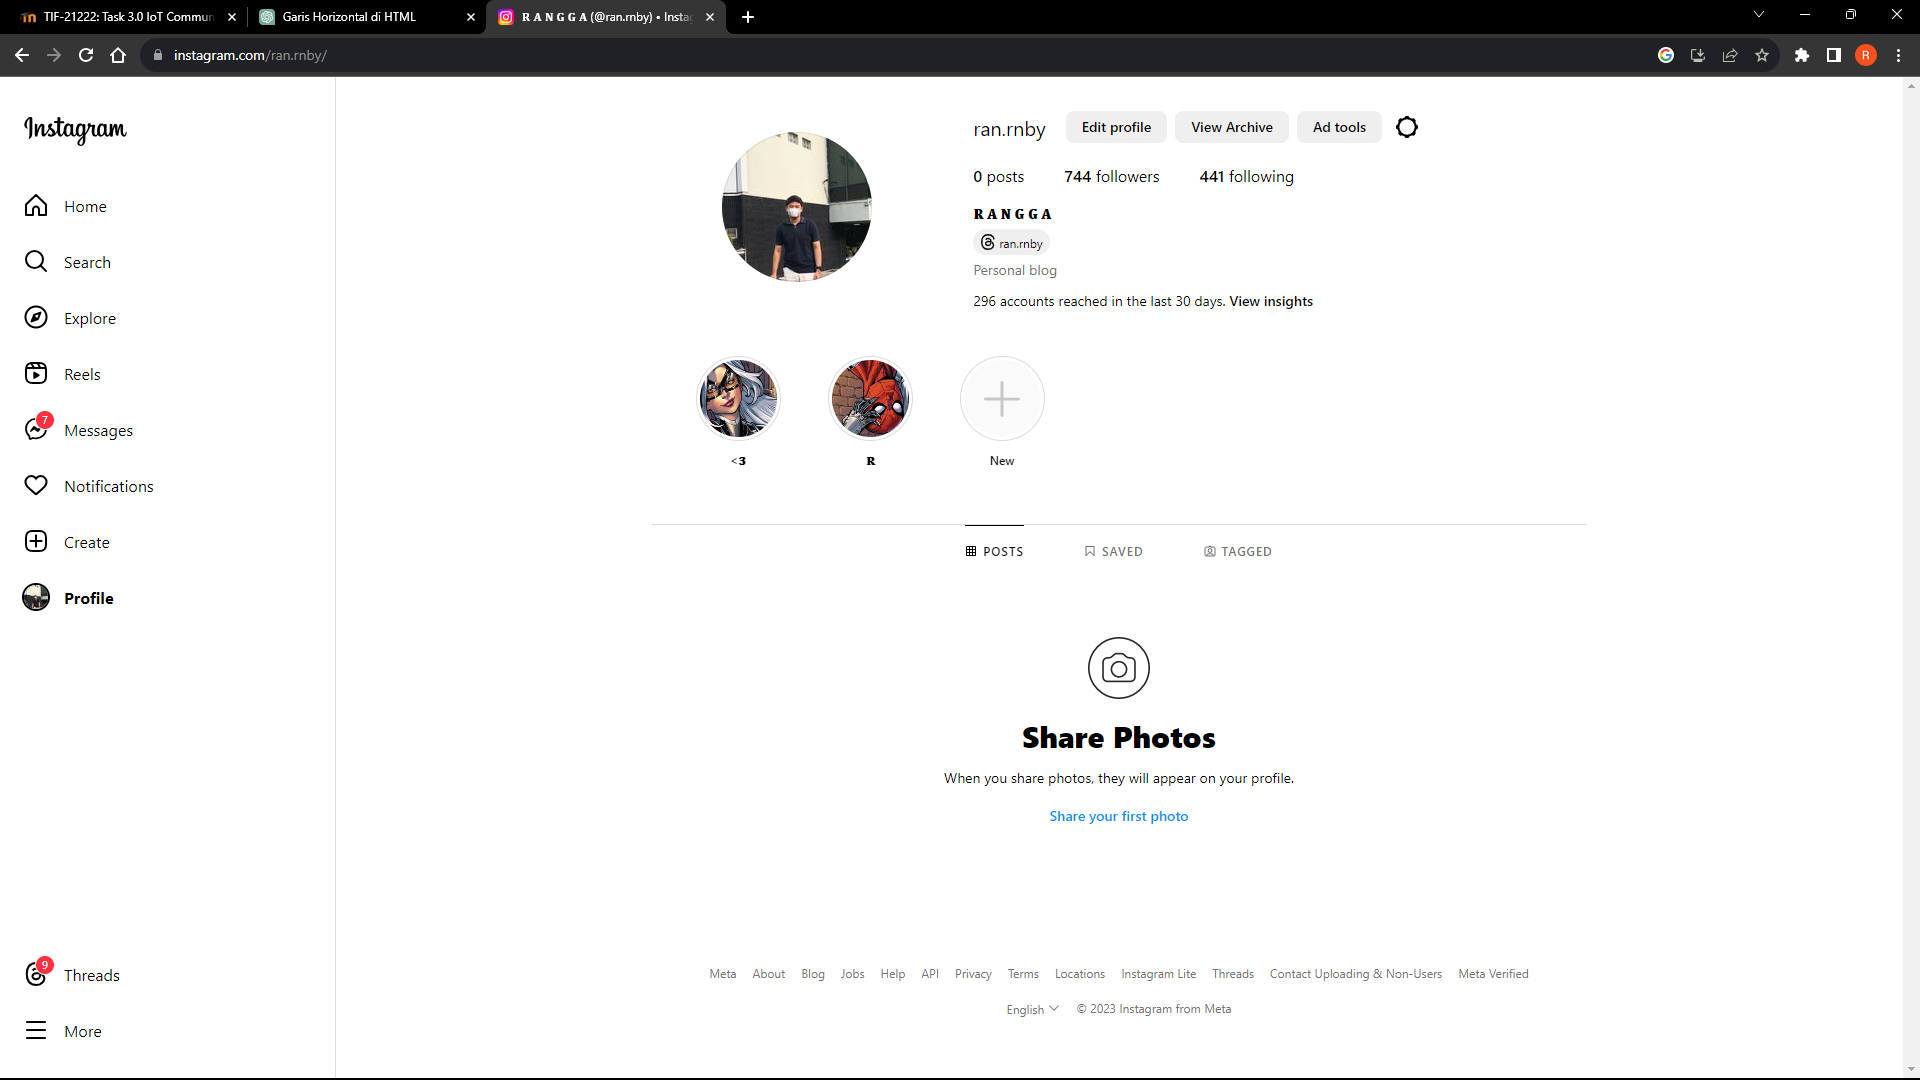 TIF-21222: Task 3.0 IoT Commun
Garis Horizontal di HTML
R A N G G A (@ran.rnby) • Insta
instagram.com/ran.rnby/
R
Instagram
Home
Search
Explore
Reels
7
Messages
Notifications
Create
Profile
9
Threads
More
ran.rnby
Edit profile
View Archive
Ad tools
0 posts
744 followers
441 following
R A N G G A
ran.rnby
Personal blog
296 accounts reached in the last 30 days. View insights
<3
R
New
POSTS
SAVED
TAGGED
Share Photos
When you share photos, they will appear on your profile.
Share your first photo
Meta About Blog Jobs Help API Privacy Terms Locations Instagram Lite Threads Contact Uploading & Non-Users Meta Verified
English © 2023 Instagram from Meta